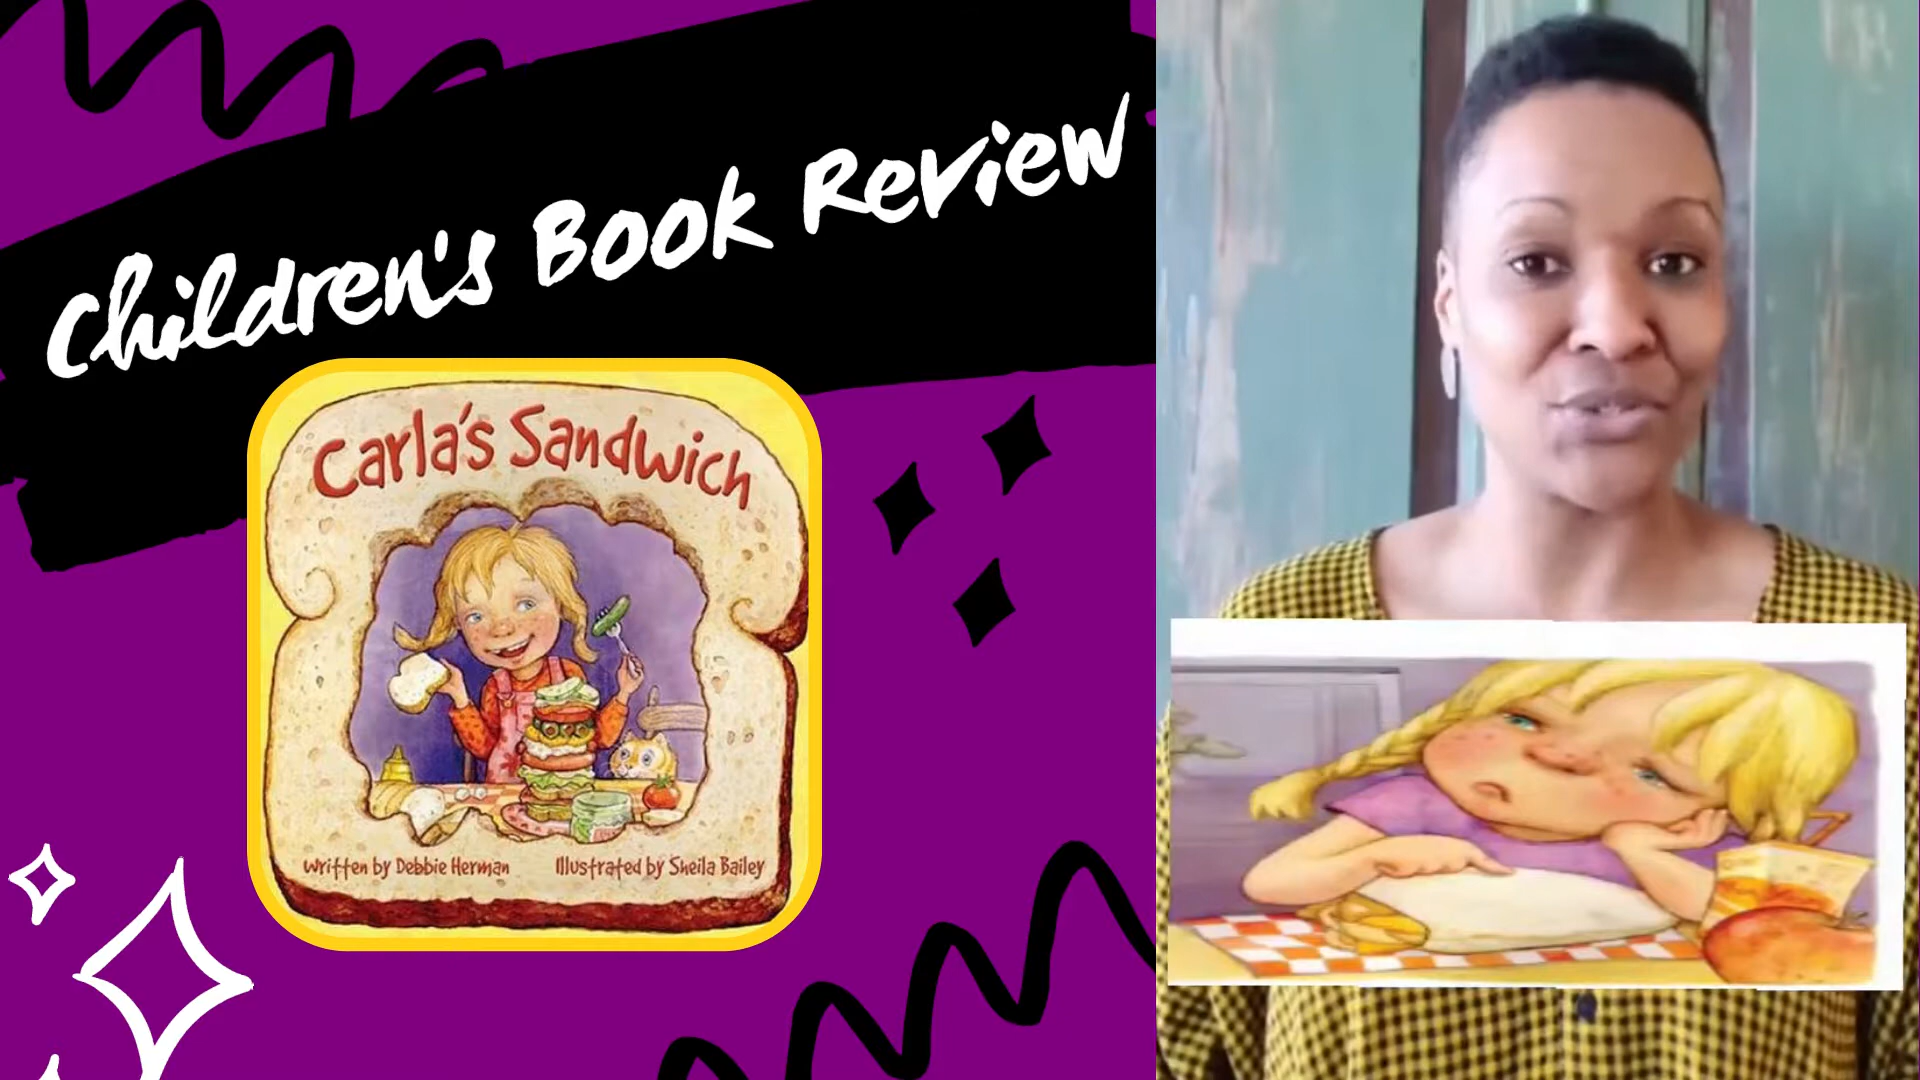 Children's Book Review
Carla's Sandwich
Written by Debbie Herman
Illustrated by Sheila Bailey